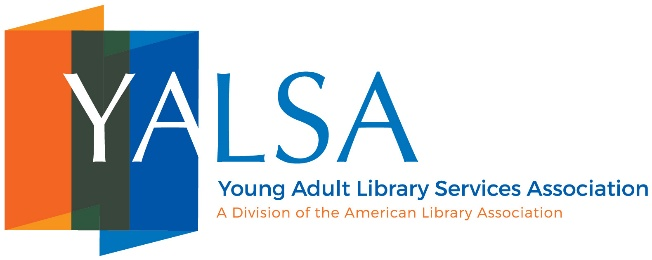 YALSA
Young Adult Library Services Association
A Division of the American Library Association